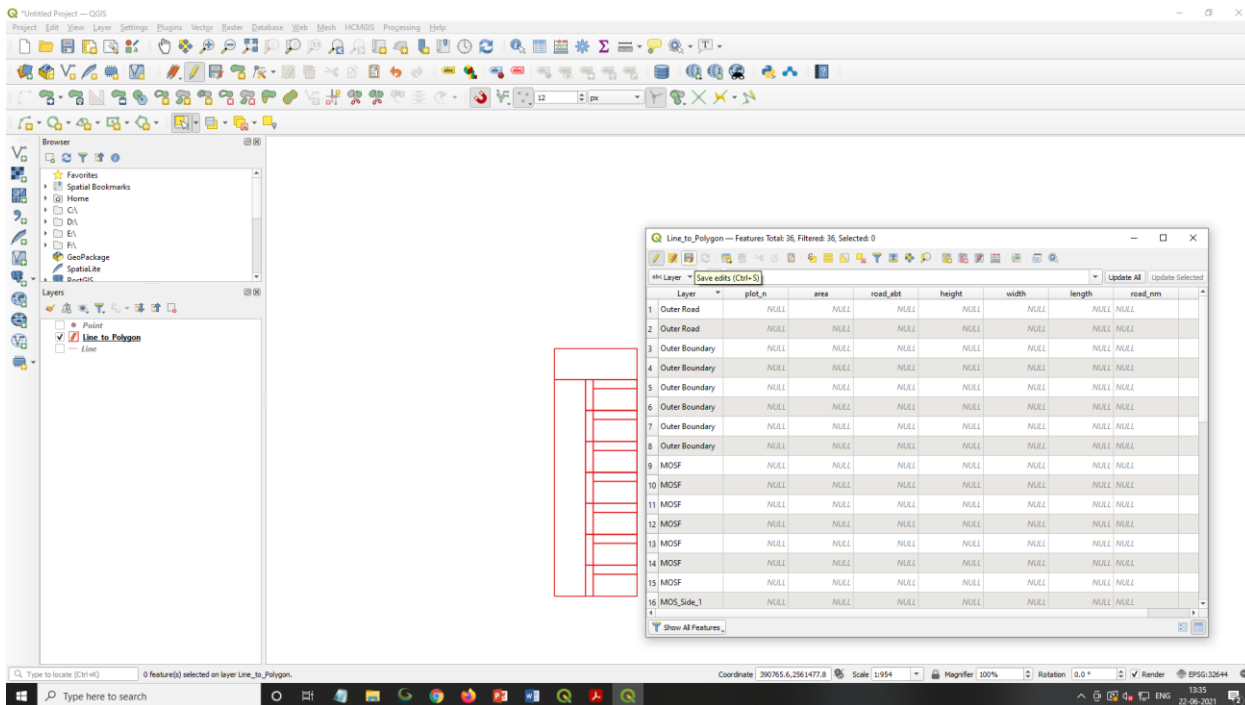 *Untitled Project — QGIS
Project Edit View Layer Settings Plugins Vector Raster Database Web Mesh HCMGIS Processing Help
12 px
Browser
Favorites
Spatial Bookmarks
Home
C:\
D:\
E:\
F:\
GeoPackage
SpatiaLite
PostGIS
Layers
Point
Line_to_Polygon
Line
Line_to_Polygon — Features Total: 36, Filtered: 36, Selected: 0
abc Layer Save edits (Ctrl+S) Update All Update Selected
Layer plot_n area road_abt height width length road_nm
1 Outer Road NULL NULL NULL NULL NULL NULL NULL
2 Outer Road NULL NULL NULL NULL NULL NULL NULL
3 Outer Boundary NULL NULL NULL NULL NULL NULL NULL
4 Outer Boundary NULL NULL NULL NULL NULL NULL NULL
5 Outer Boundary NULL NULL NULL NULL NULL NULL NULL
6 Outer Boundary NULL NULL NULL NULL NULL NULL NULL
7 Outer Boundary NULL NULL NULL NULL NULL NULL NULL
8 Outer Boundary NULL NULL NULL NULL NULL NULL NULL
9 MOSF NULL NULL NULL NULL NULL NULL NULL
10 MOSF NULL NULL NULL NULL NULL NULL NULL
11 MOSF NULL NULL NULL NULL NULL NULL NULL
12 MOSF NULL NULL NULL NULL NULL NULL NULL
13 MOSF NULL NULL NULL NULL NULL NULL NULL
14 MOSF NULL NULL NULL NULL NULL NULL NULL
15 MOSF NULL NULL NULL NULL NULL NULL NULL
16 MOS_Side_1 NULL NULL NULL NULL NULL NULL NULL
Show All Features
Type to locate (Ctrl+K) 0 feature(s) selected on layer Line_to_Polygon. Coordinate 390765.6,2561477.8 Scale 1:954 Magnifier 100% Rotation 0.0 ° Render EPSG:32644
Type here to search ENG 13:35
22-06-2021